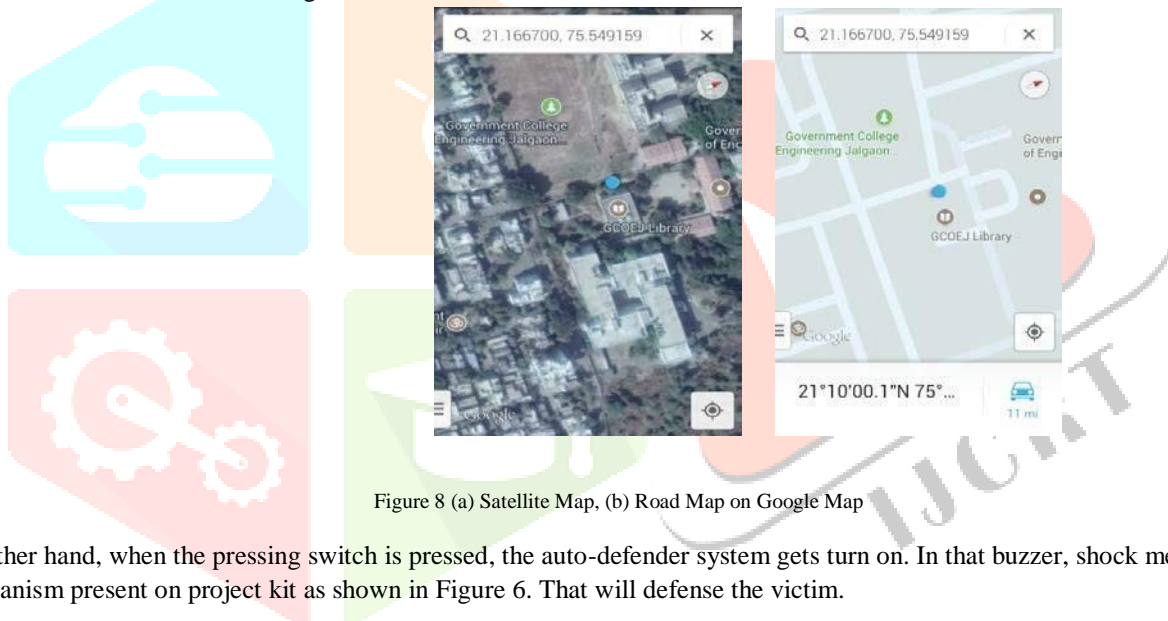 21.166700, 75.549159
Government College
Engineering Jalgaon...
Gover
of Enc
GCOEJ Library
Google
21.166700, 75.549159
Government College
Engineering Jalgaon...
Govern
of Engi
GCOEJ Library
Google
21°10'00.1"N 75°...
11 mi
IJCRT
Figure 8 (a) Satellite Map, (b) Road Map on Google Map
ther hand, when the pressing switch is pressed, the auto-defender system gets turn on. In that buzzer, shock me
anism present on project kit as shown in Figure 6. That will defense the victim.